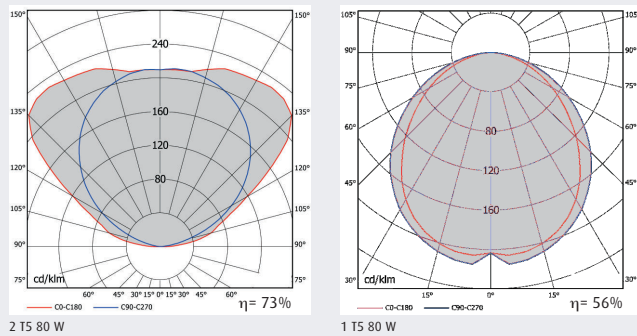 150° 150°
240
135° 135°
160
120° 120°
120
105° 80 105°
90° 90°
75° cd/klm 75°
60° 45° 30° 15° 0° 15° 30° 45° 60°
C0-C180 C90-C270 η= 73%
2 T5 80 W
105° 105°
90° 90°
75° 75°
80
60° 60°
120
45° 45°
160
cd/klm
30° 15° 0° 15° 30°
C0-C180 C90-C270 η= 56%
1 T5 80 W